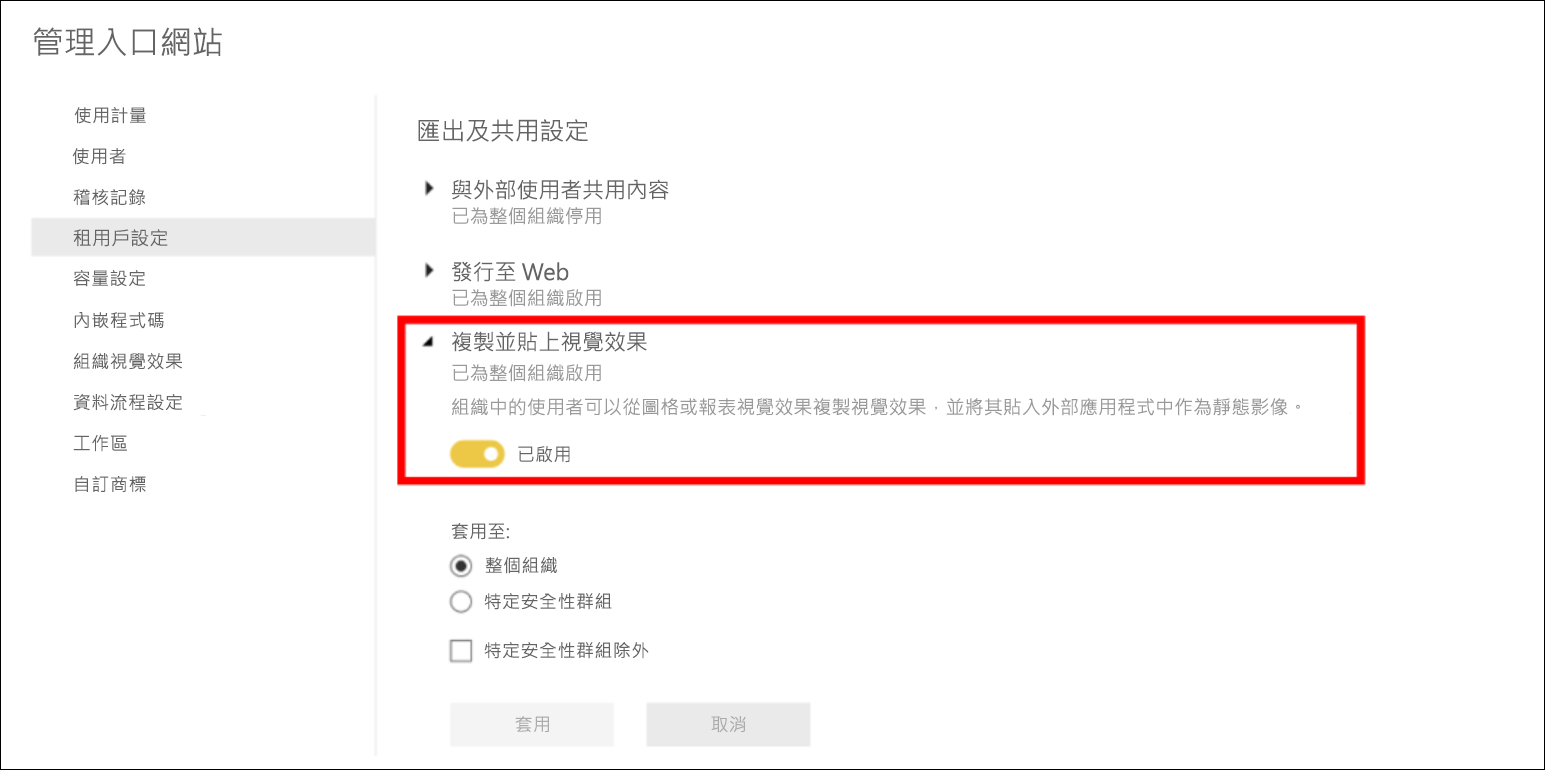 管理入口網站
使用計量
使用者
稽核記錄
租用戶設定
容量設定
內嵌程式碼
組織視覺效果
資料流程設定
工作區
自訂商標
匯出及共用設定
與外部使用者共用內容
已為整個組織停用
發行至 Web
已為整個組織啟用
複製並貼上視覺效果
已為整個組織啟用
組織中的使用者可以從圖格或報表視覺效果複製視覺效果，並將其貼入外部應用程式中作為靜態影像。
已啟用
套用至:
整個組織
特定安全性群組
特定安全性群組除外
套用
取消